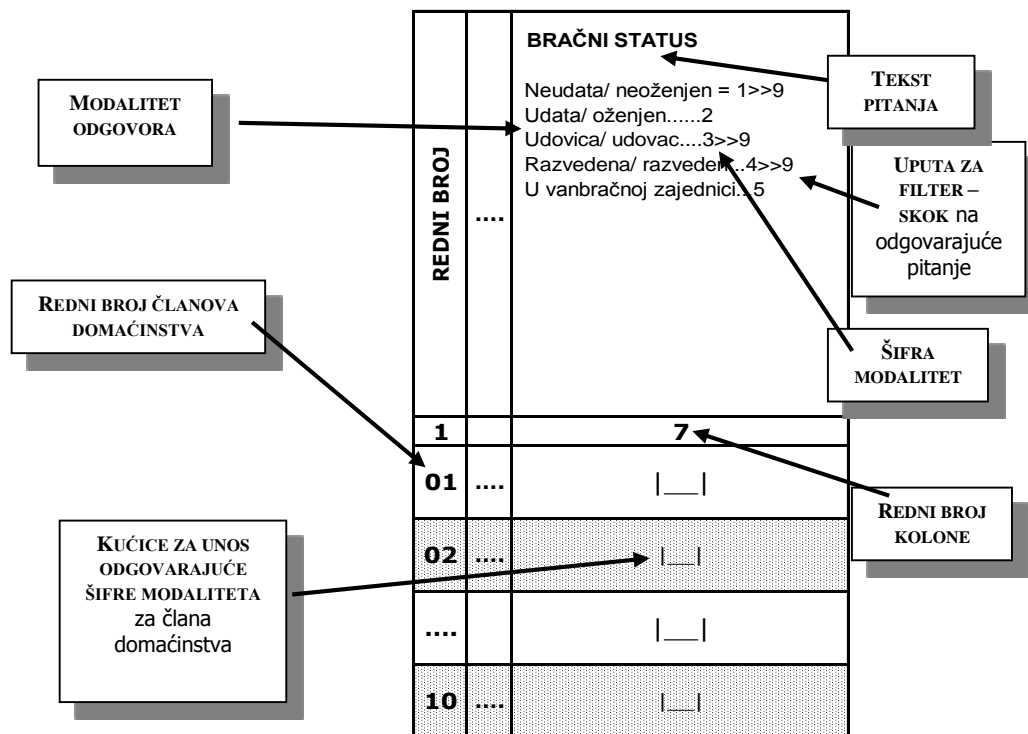 BRAČNI STATUS
Neudata/ neoženjen = 1>>9
Udata/ oženjen......2
Udovica/ udovac....3>>9
Razvedena/ razveden...4>>9
U vanbračnoj zajednici...5
REDNI BROJ
....
MODALITET
ODGOVORA
TEKST
PITANJA
UPUTA ZA
FILTER –
SKOK na
odgovarajuće
pitanje
REDNI BROJ ČLANOVA
DOMAĆINSTVA
ŠIFRA
MODALITET
1 7
01 .... |__|
REDNI BROJ
KOLONE
KUĆICE ZA UNOS
ODGOVARAJUĆE
ŠIFRE MODALITETA
za člana
domaćinstva
02 .... |__|
.... |__|
10 .... |__|